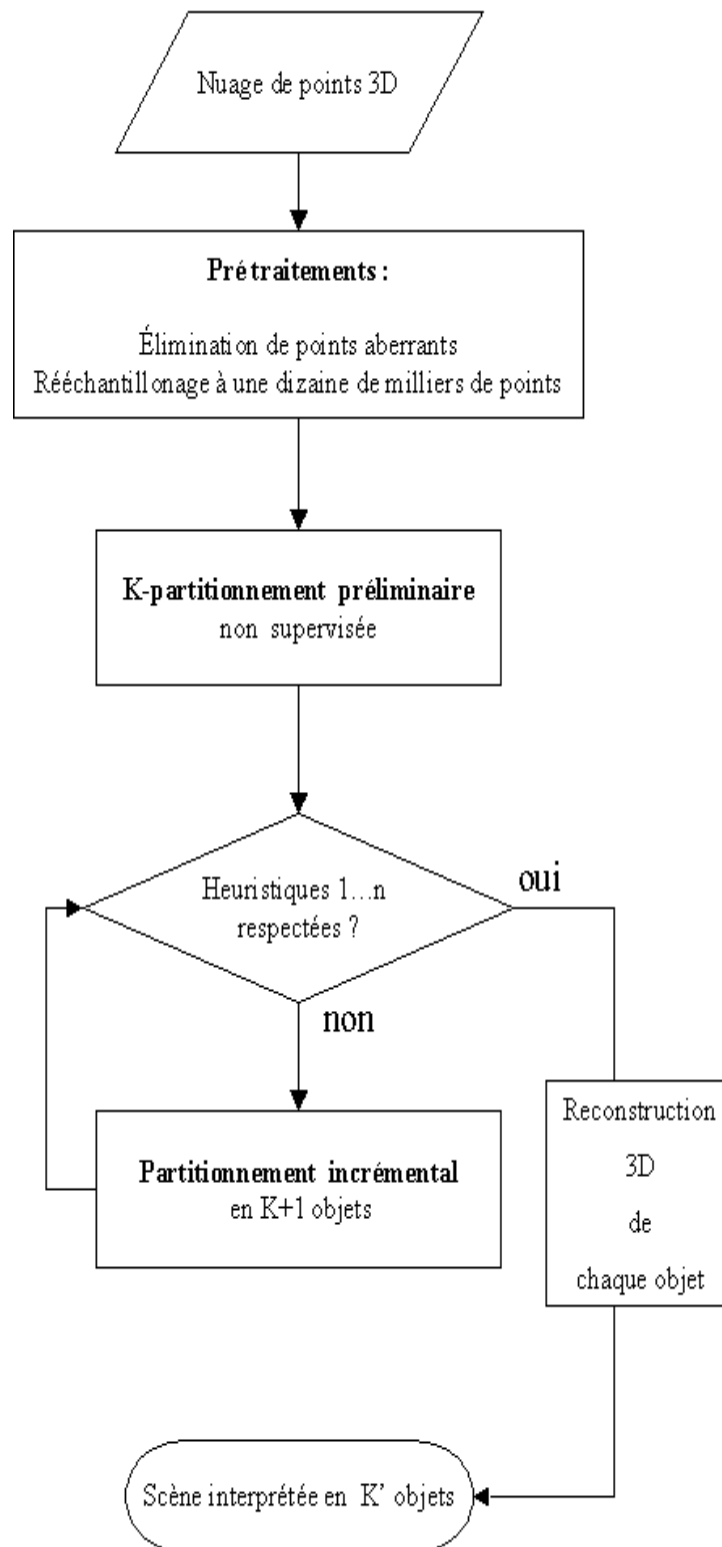 Nuage de points 3D
Prétraitements :
Élimination de points aberrants
Rééchantillonage à une dizaine de milliers de points
K-partitionnement préliminaire
non supervisée
Heuristiques 1...n
respectées ?
oui
non
Partitionnement incrémental
en K+1 objets
Reconstruction
3D
de
chaque objet
Scène interprétée en K' objets